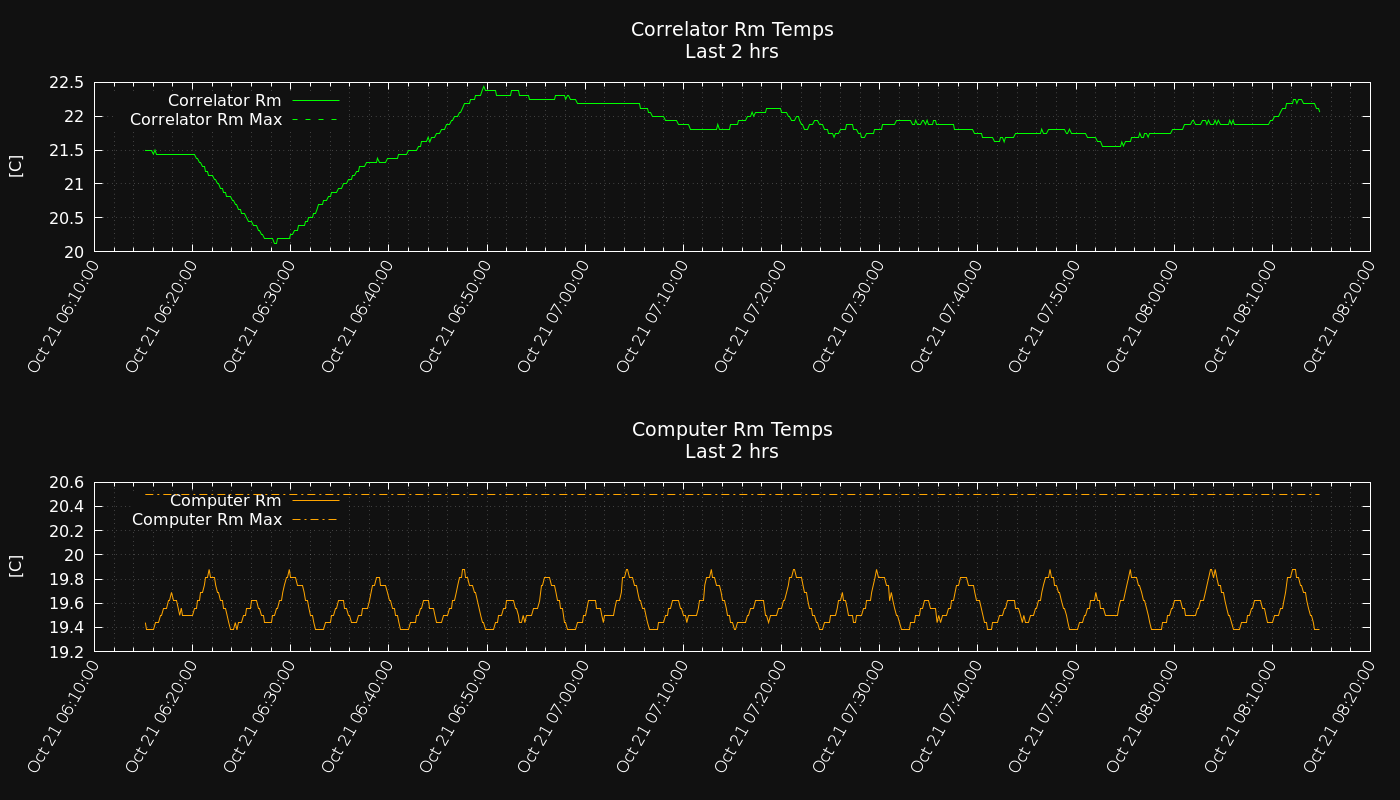 Correlator Rm Temps
Last 2 hrs
Correlator Rm
Correlator Rm Max
[C]
22.5
22
21.5
21
20.5
20
Oct 21 06:10:00
Oct 21 06:20:00
Oct 21 06:30:00
Oct 21 06:40:00
Oct 21 06:50:00
Oct 21 07:00:00
Oct 21 07:10:00
Oct 21 07:20:00
Oct 21 07:30:00
Oct 21 07:40:00
Oct 21 07:50:00
Oct 21 08:00:00
Oct 21 08:10:00
Oct 21 08:20:00
Computer Rm Temps
Last 2 hrs
Computer Rm
Computer Rm Max
[C]
20.6
20.4
20.2
20
19.8
19.6
19.4
19.2
Oct 21 06:10:00
Oct 21 06:20:00
Oct 21 06:30:00
Oct 21 06:40:00
Oct 21 06:50:00
Oct 21 07:00:00
Oct 21 07:10:00
Oct 21 07:20:00
Oct 21 07:30:00
Oct 21 07:40:00
Oct 21 07:50:00
Oct 21 08:00:00
Oct 21 08:10:00
Oct 21 08:20:00